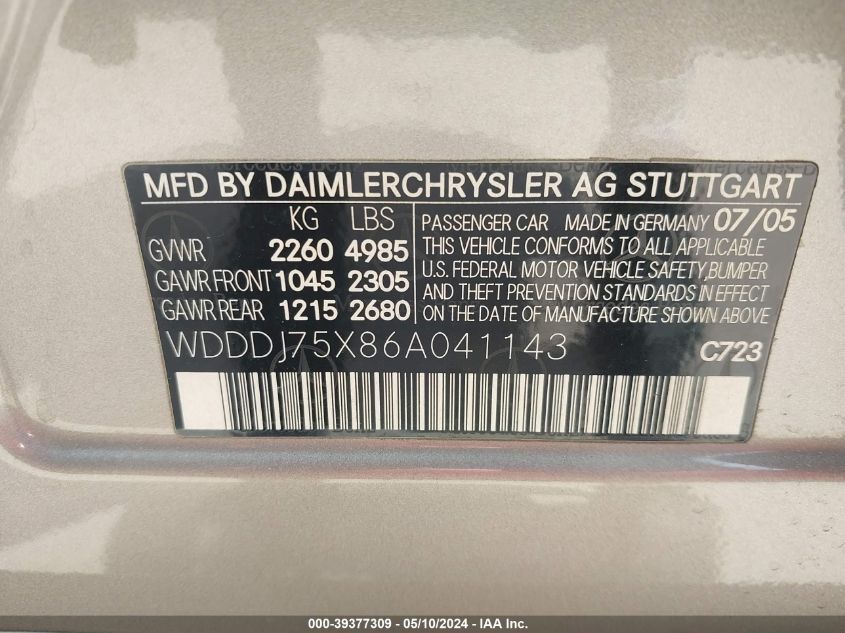 Mercedes-Benz
MFD BY DAIMLERCHRYSLER AG STUTTGART
KG LBS
GVWR 2260 4985
GAWR FRONT 1045 2305
GAWR REAR 1215 2680
PASSENGER CAR MADE IN GERMANY 07/05
THIS VEHICLE CONFORMS TO ALL APPLICABLE
U.S. FEDERAL MOTOR VEHICLE SAFETY,BUMPER
AND THEFT PREVENTION STANDARDS IN EFFECT
ON THE DATE OF MANUFACTURE SHOWN ABOVE.
WDDDJ75X86A041143 C723
000-39377309 - 05/10/2024 - IAA Inc.